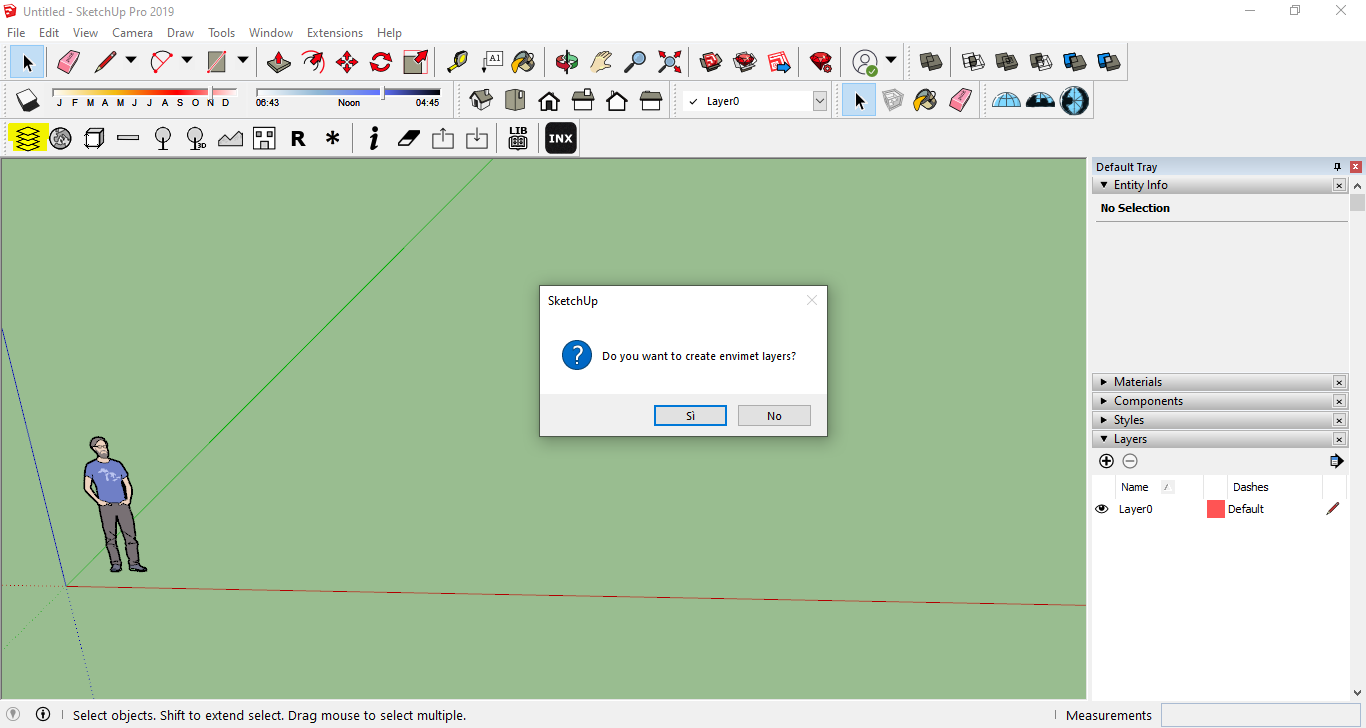 Untitled - SketchUp Pro 2019
File Edit View Camera Draw Tools Window Extensions Help
A1
J F M A M J J A S O N D 06:43 Noon 04:45 Layer0
3D R * i LIB INX
Default Tray
Entity Info
No Selection
SketchUp
Do you want to create envimet layers?
Sì No
Materials
Components
Styles
Layers
Name Dashes
Layer0 Default
Select objects. Shift to extend select. Drag mouse to select multiple. Measurements